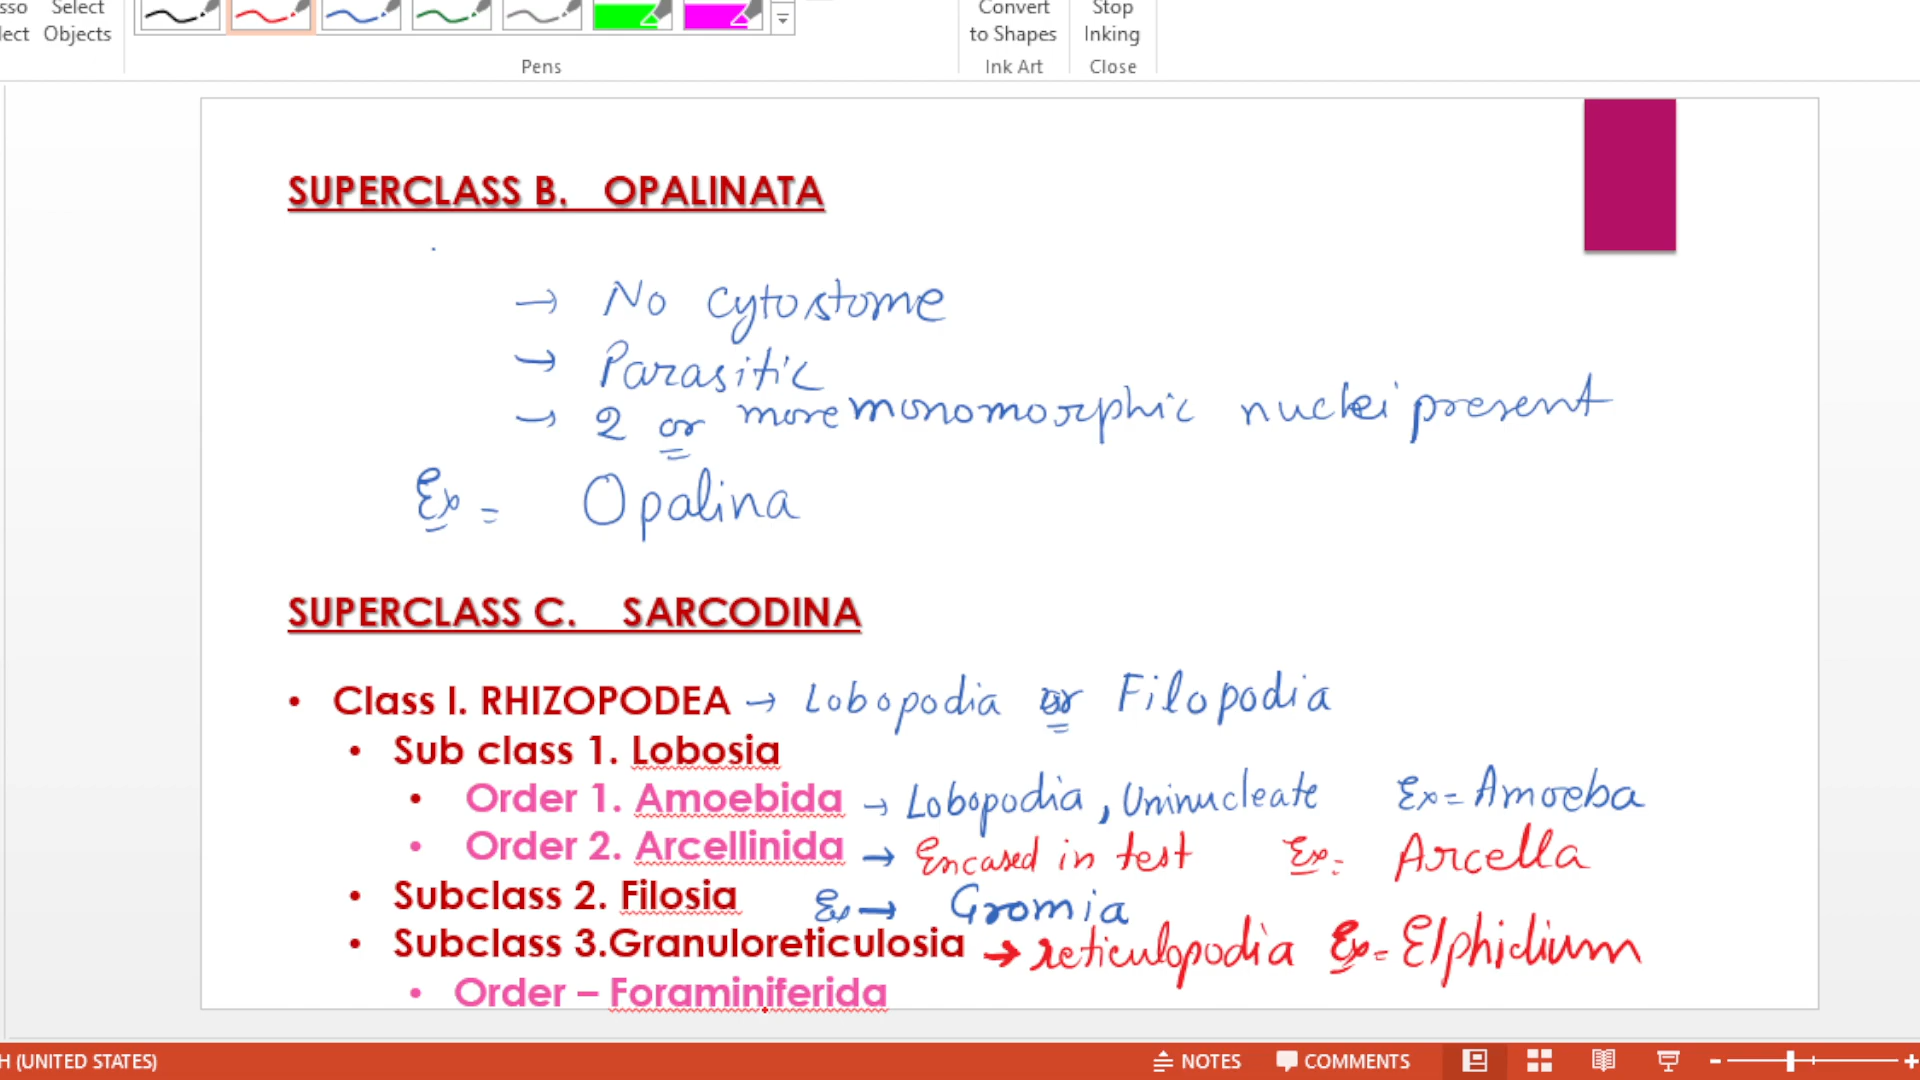 sso Select Convert Stop
lect Objects to Shapes Inking
Pens Ink Art Close
SUPERCLASS B. OPALINATA
→ No cytostome
→ Parasitic
→ 2 or more monomorphic nuclei present
Ex = Opalina
SUPERCLASS C. SARCODINA
• Class I. RHIZOPODEA → Lobopodia or Filopodia
• Sub class 1. Lobosia
• Order 1. Amoebida → Lobopodia, Uninucleate Ex = Amoeba
• Order 2. Arcellinida → Encased in test Ex = Arcella
• Subclass 2. Filosia Ex → Gromia
• Subclass 3.Granuloreticulosia → reticulopodia Ex = Elphidium
• Order – Foraminiferida
H (UNITED STATES) NOTES COMMENTS